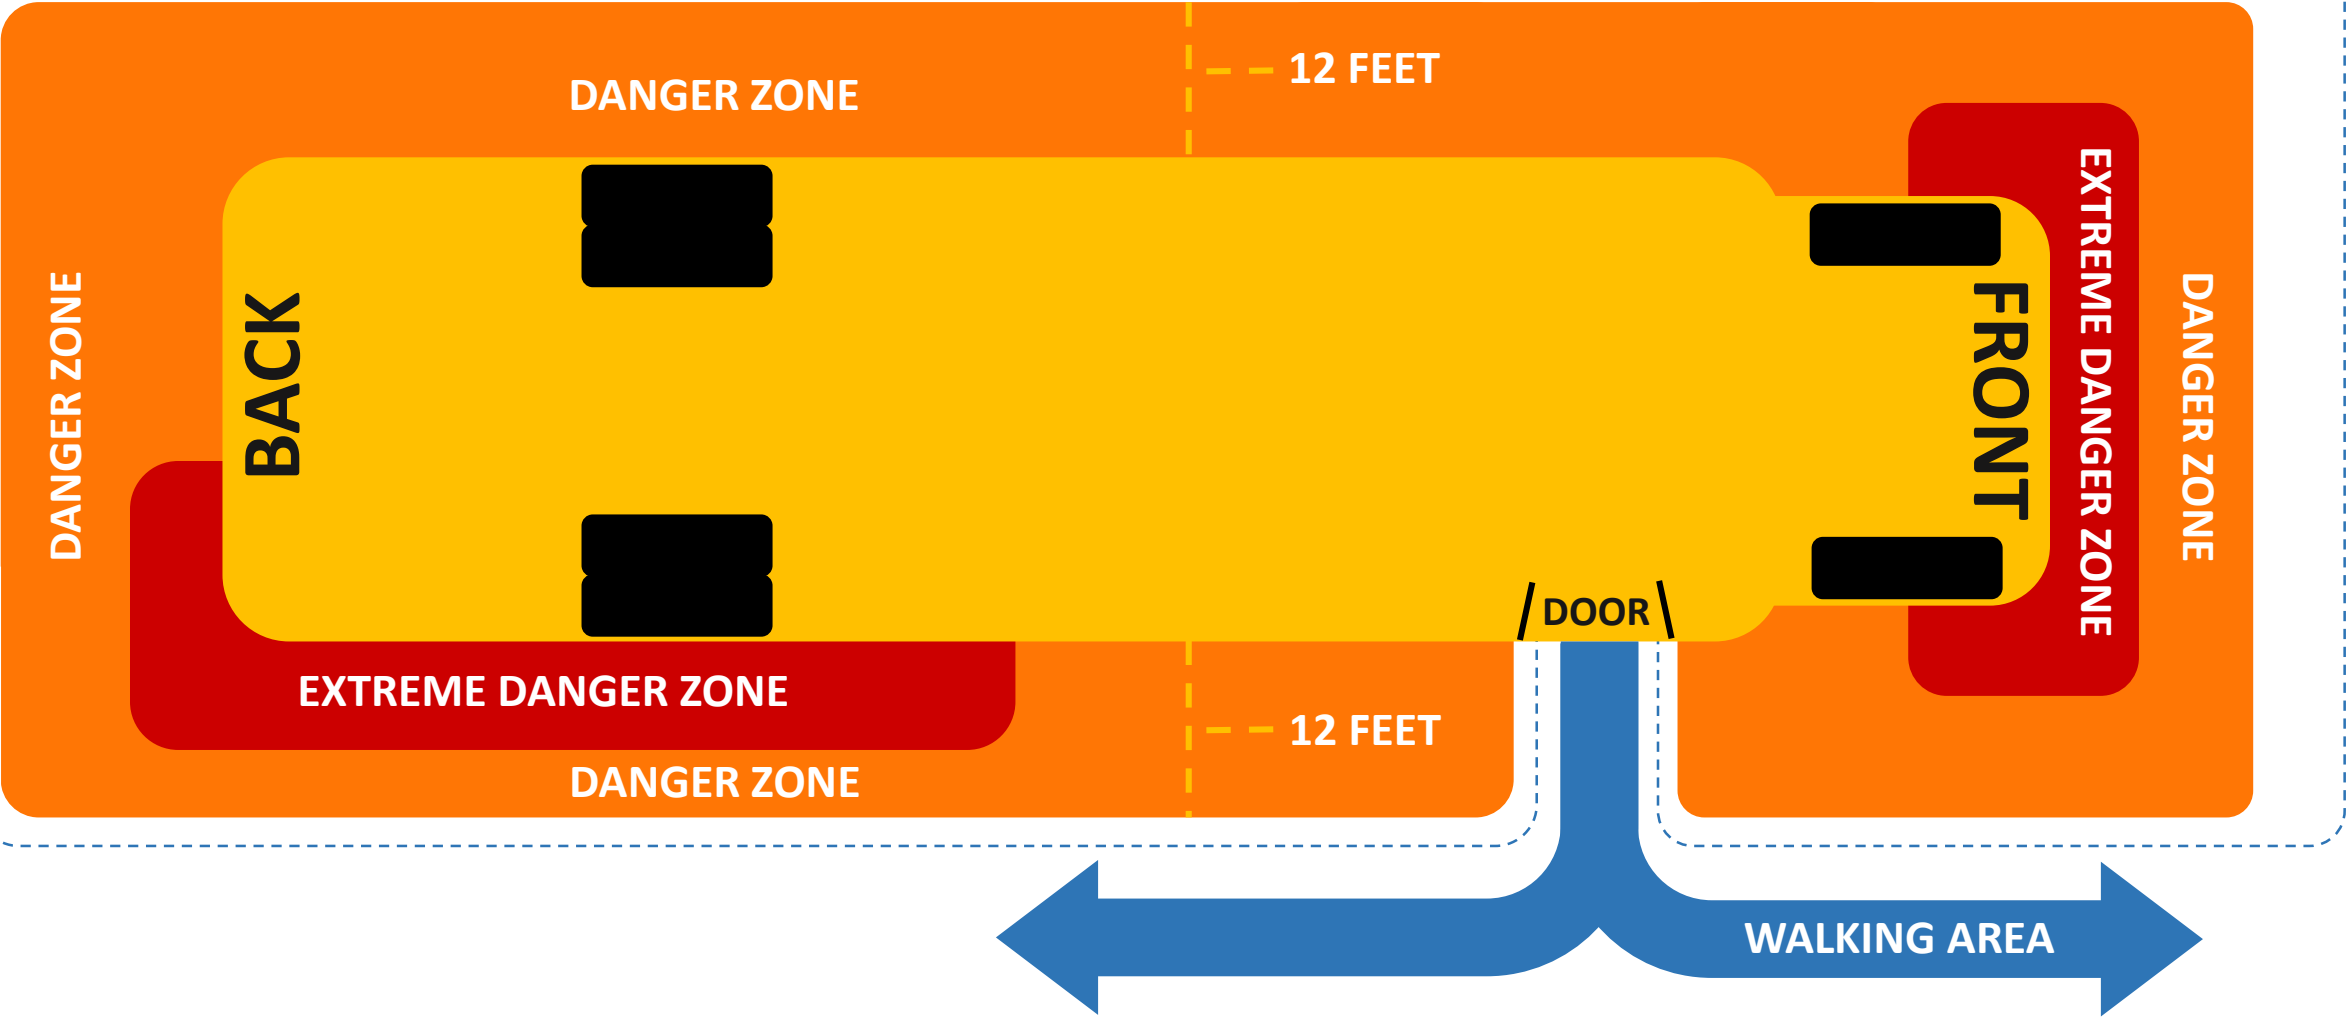 DANGER ZONE
12 FEET
DANGER ZONE
BACK
FRONT
EXTREME DANGER ZONE
DANGER ZONE
DOOR
EXTREME DANGER ZONE
12 FEET
DANGER ZONE
WALKING AREA